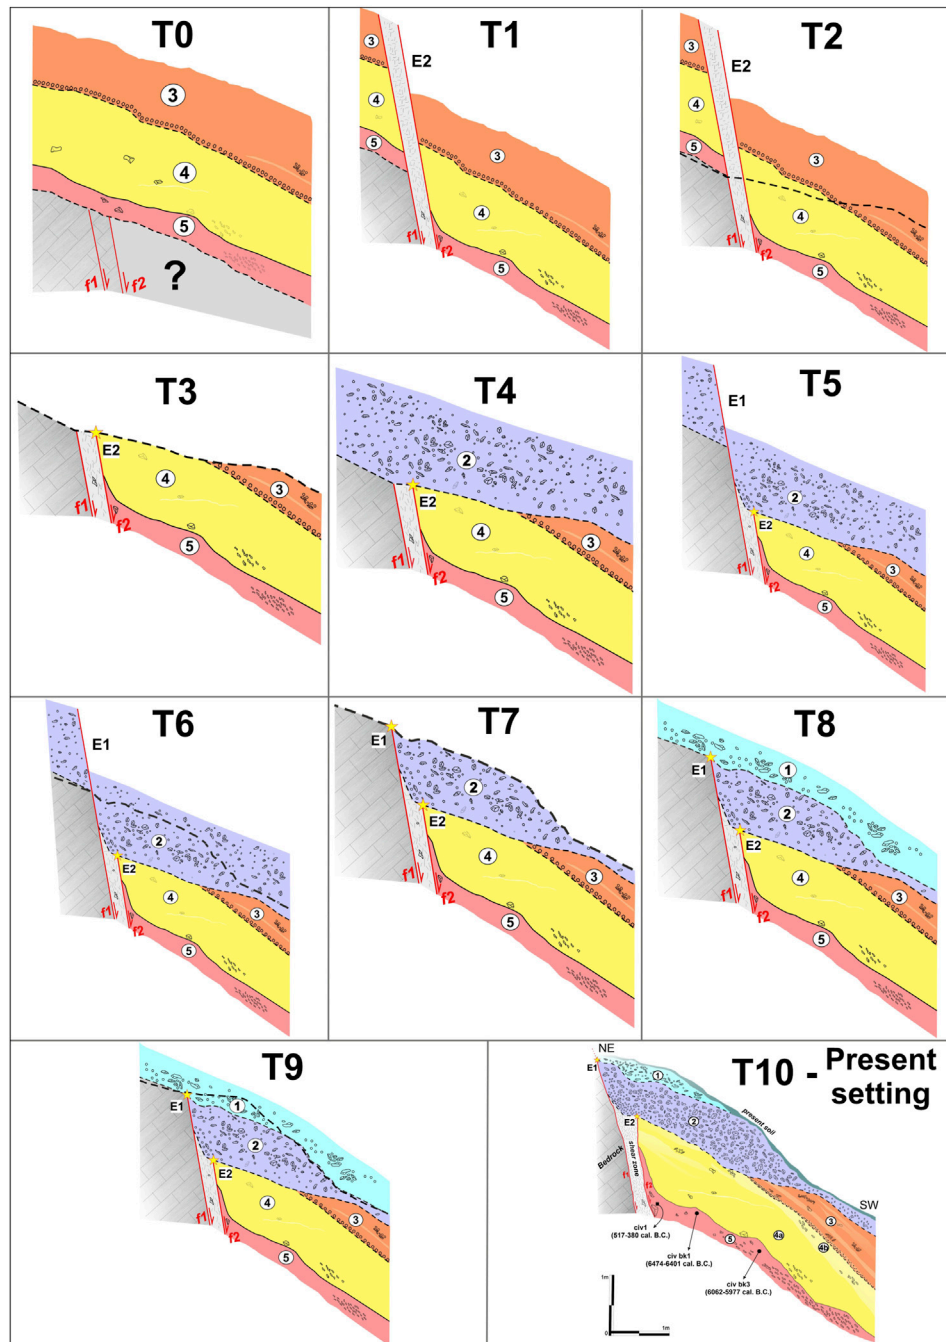 T0
3
4
5
?
f1
f2
T1
3
E2
4
3
5
4
f1
f2
5
T2
3
E2
4
3
5
4
f1
f2
5
T3
E2
4
3
f1
f2
5
T4
2
E2
4
3
f1
f2
5
T5
E1
2
E2
4
3
f1
f2
5
T6
E1
2
E2
4
3
f1
f2
5
T7
E1
2
E2
4
3
f1
f2
5
T8
1
E1
2
E2
4
3
f1
f2
5
T9
E1
1
2
E2
4
3
f1
f2
5
T10 - Present
setting
NE
E1
1
2
present soil
E2
Bedrock
shear zone
SW
3
f1
f2
4a
4b
5
civ1
(517-380 cal. B.C.)
civ bk1
(6474-6401 cal. B.C.)
civ bk3
(6062-5977 cal. B.C.)
1m
0
1m